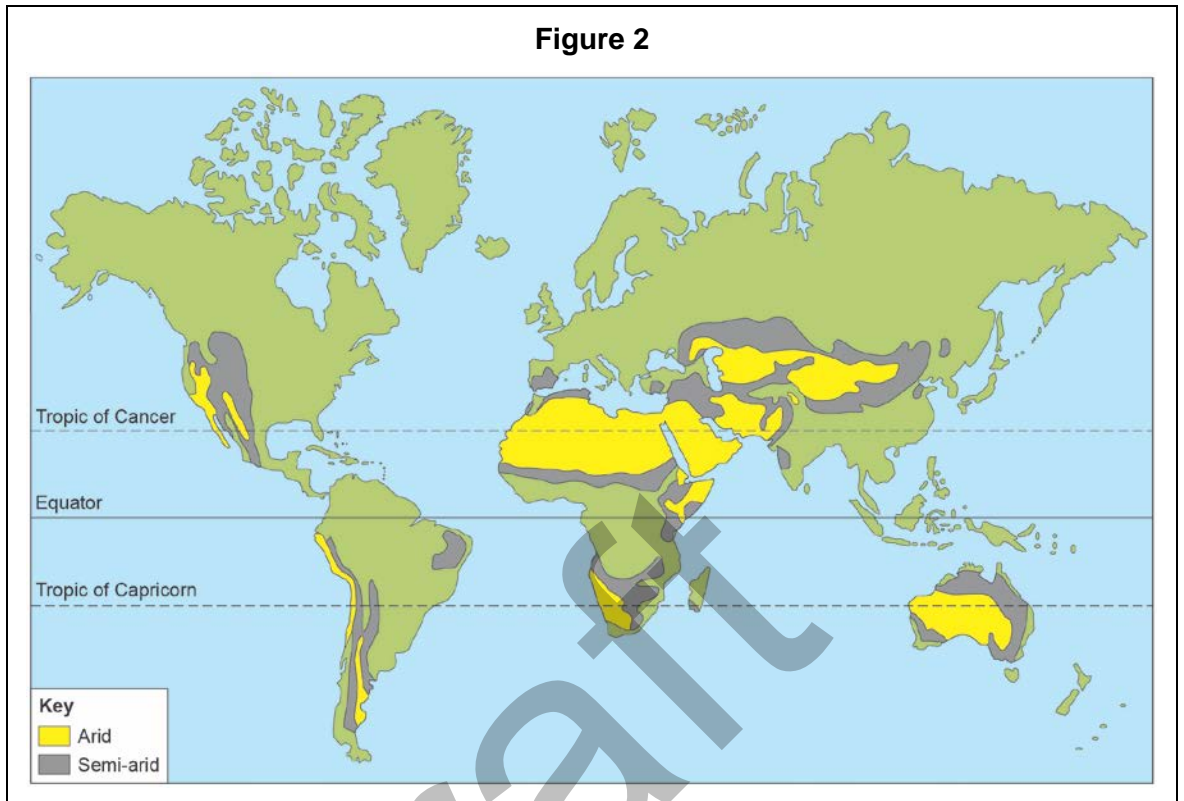 Figure 2
Tropic of Cancer
Equator
Tropic of Capricorn
Key
Arid
Semi-arid